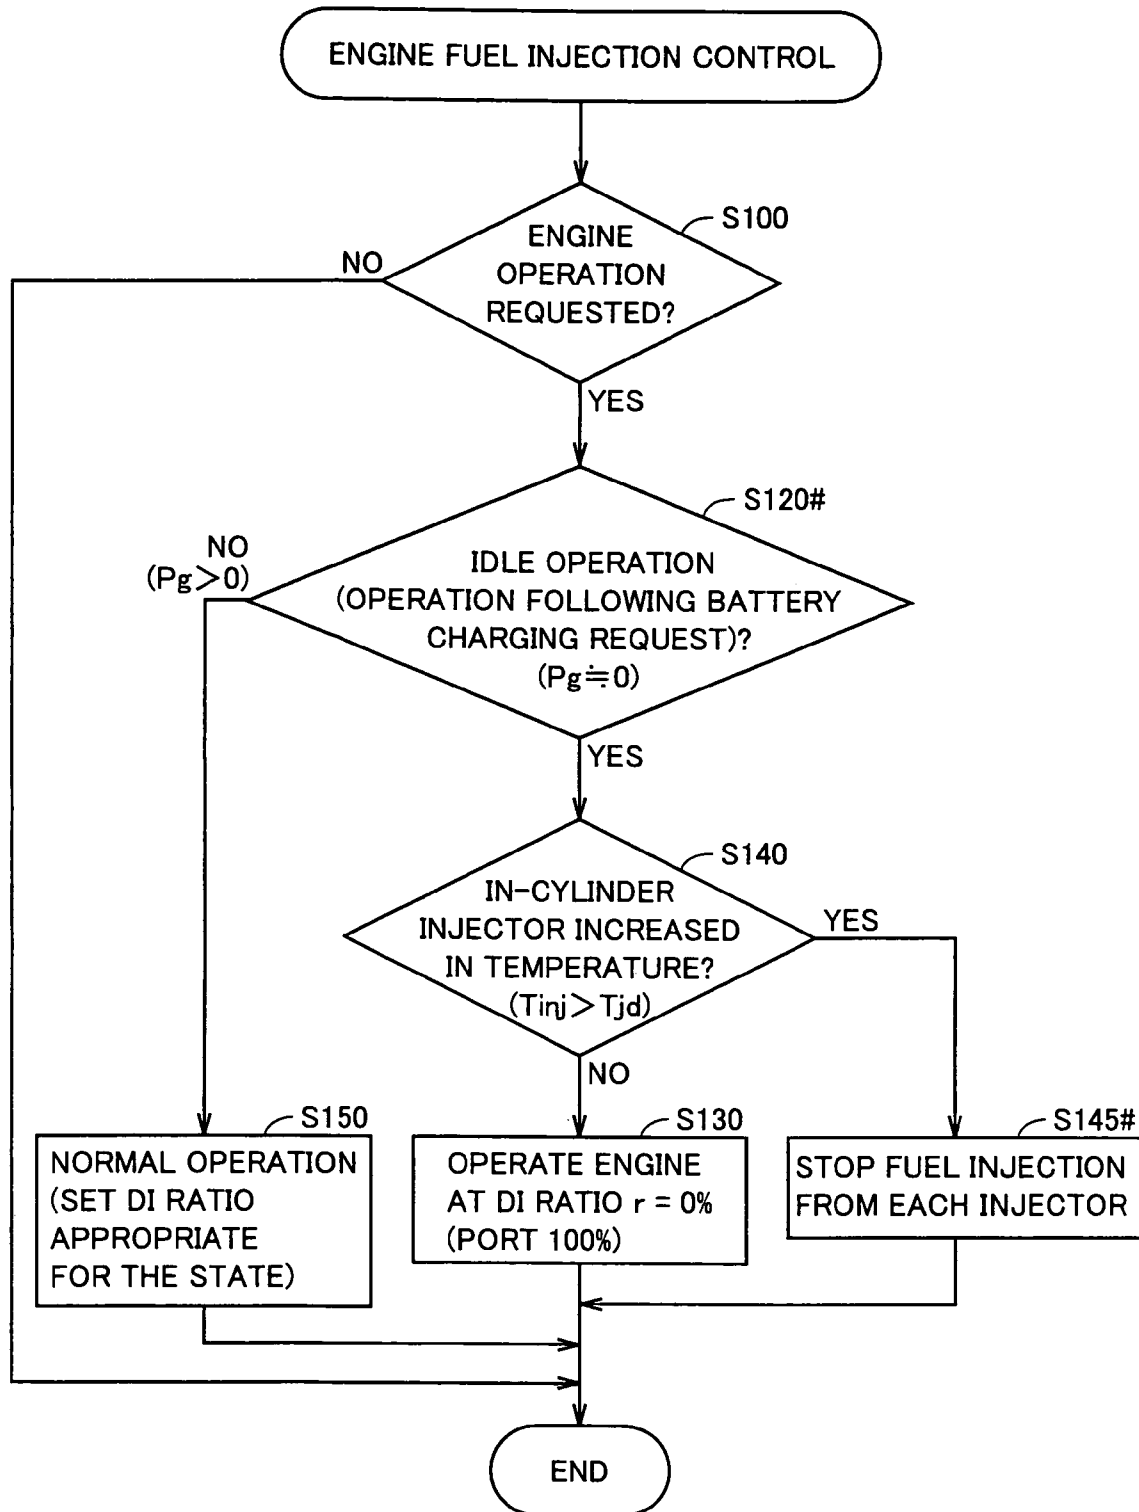 ENGINE FUEL INJECTION CONTROL
S100
ENGINE
OPERATION
REQUESTED?
NO
YES
S120#
NO
(Pg>0)
IDLE OPERATION
(OPERATION FOLLOWING BATTERY
CHARGING REQUEST)?
(Pg≒0)
YES
S140
IN-CYLINDER
INJECTOR INCREASED
IN TEMPERATURE?
(Tinj>Tjd)
YES
NO
S150
NORMAL OPERATION
(SET DI RATIO
APPROPRIATE
FOR THE STATE)
S130
OPERATE ENGINE
AT DI RATIO r = 0%
(PORT 100%)
S145#
STOP FUEL INJECTION
FROM EACH INJECTOR
END